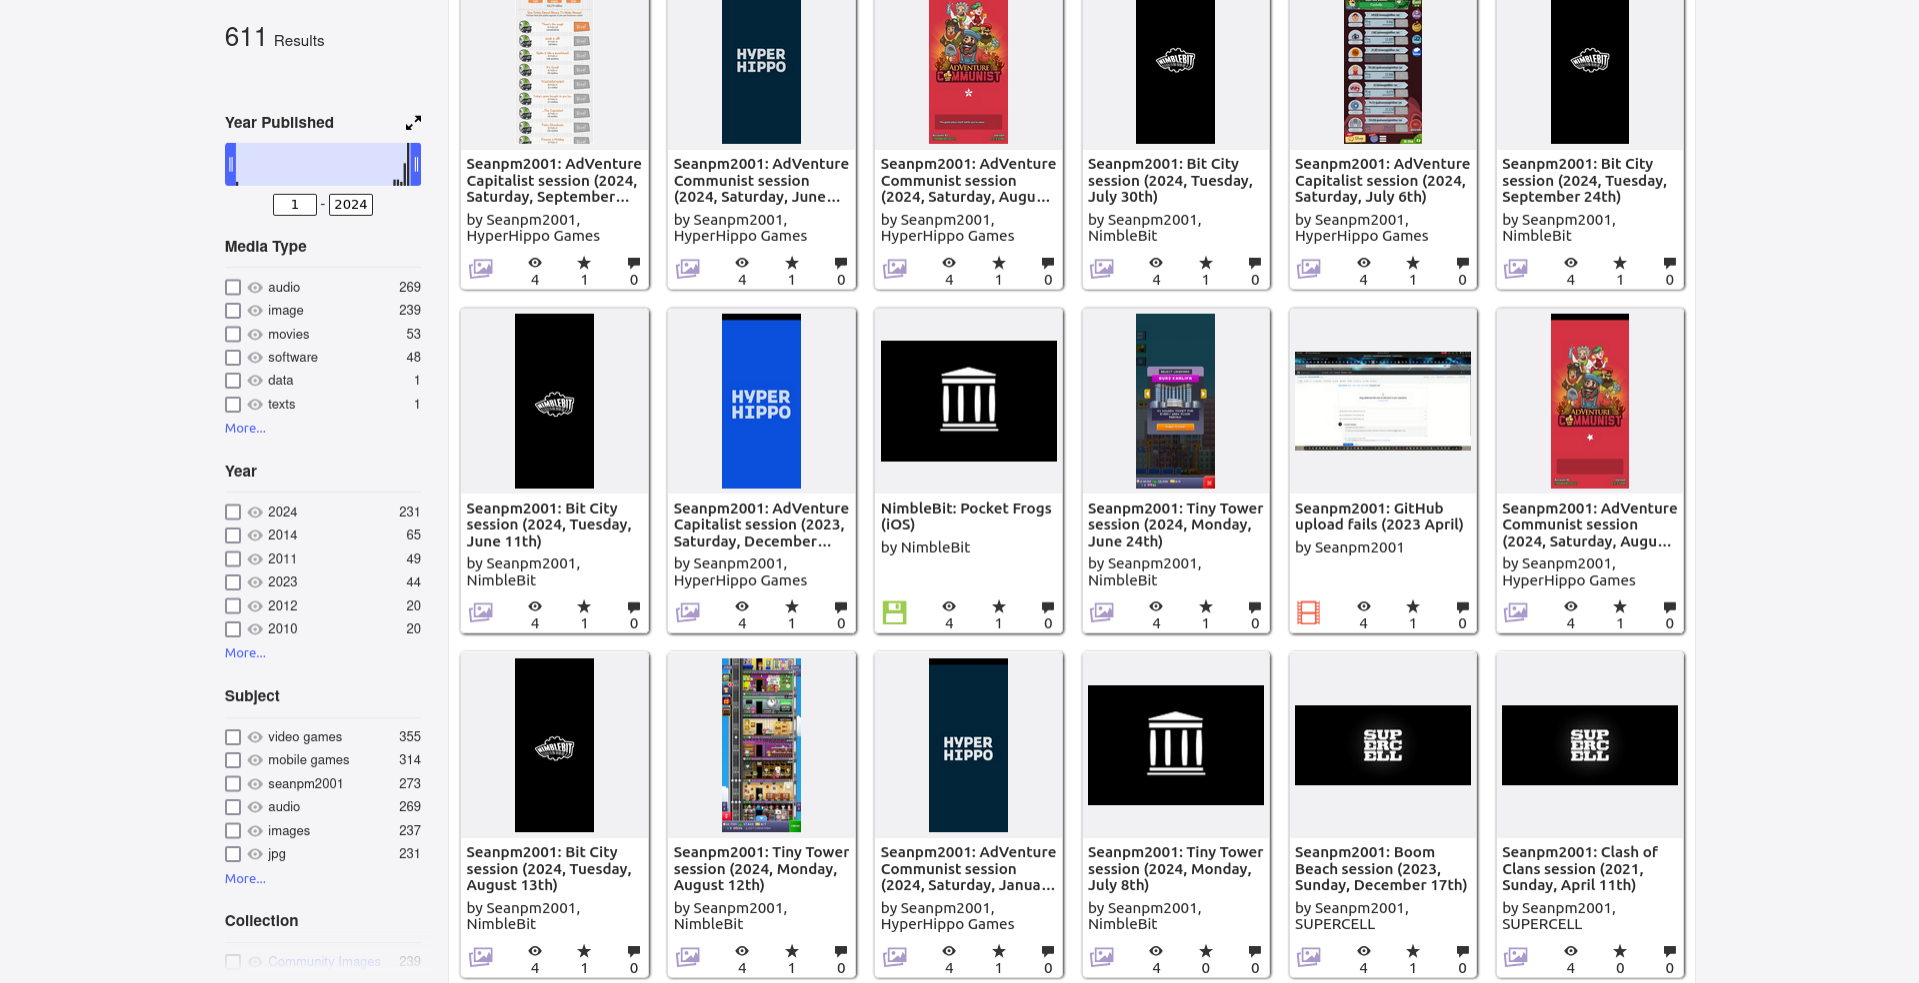 611 Results
Year Published
1 - 2024
Media Type
audio 269
image 239
movies 53
software 48
data 1
texts 1
More...
Year
2024 231
2014 65
2011 49
2023 44
2012 20
2010 20
More...
Subject
video games 355
mobile games 314
seanpm2001 273
audio 269
images 237
jpg 231
More...
Collection
Community Images 239
HYPER
HIPPO
ADVENTURE
COMMUNIST
NIMBLEBIT
NIMBLEBIT
Seanpm2001: AdVenture
Capitalist session (2024,
Saturday, September...
by Seanpm2001,
HyperHippo Games
4 1 0
Seanpm2001: AdVenture
Communist session
(2024, Saturday, June...
by Seanpm2001,
HyperHippo Games
4 1 0
Seanpm2001: AdVenture
Communist session
(2024, Saturday, Augu...
by Seanpm2001,
HyperHippo Games
4 1 0
Seanpm2001: Bit City
session (2024, Tuesday,
July 30th)
by Seanpm2001,
NimbleBit
4 1 0
Seanpm2001: AdVenture
Capitalist session (2024,
Saturday, July 6th)
by Seanpm2001,
HyperHippo Games
4 1 0
Seanpm2001: Bit City
session (2024, Tuesday,
September 24th)
by Seanpm2001,
NimbleBit
4 1 0
NIMBLEBIT
Seanpm2001: Bit City
session (2024, Tuesday,
June 11th)
by Seanpm2001,
NimbleBit
4 1 0
HYPER
HIPPO
Seanpm2001: AdVenture
Capitalist session (2023,
Saturday, December...
by Seanpm2001,
HyperHippo Games
4 1 0
NimbleBit: Pocket Frogs
(iOS)
by NimbleBit
4 1 0
Seanpm2001: Tiny Tower
session (2024, Monday,
June 24th)
by Seanpm2001,
NimbleBit
4 1 0
Seanpm2001: GitHub
upload fails (2023 April)
by Seanpm2001
4 1 0
ADVENTURE
COMMUNIST
Seanpm2001: AdVenture
Communist session
(2024, Saturday, Augu...
by Seanpm2001,
HyperHippo Games
4 1 0
NIMBLEBIT
Seanpm2001: Bit City
session (2024, Tuesday,
August 13th)
by Seanpm2001,
NimbleBit
4 1 0
Seanpm2001: Tiny Tower
session (2024, Monday,
August 12th)
by Seanpm2001,
NimbleBit
4 1 0
HYPER
HIPPO
Seanpm2001: AdVenture
Communist session
(2024, Saturday, Janua...
by Seanpm2001,
HyperHippo Games
4 1 0
Seanpm2001: Tiny Tower
session (2024, Monday,
July 8th)
by Seanpm2001,
NimbleBit
4 0 0
SUP
ERC
ELL
Seanpm2001: Boom
Beach session (2023,
Sunday, December 17th)
by Seanpm2001,
SUPERCELL
4 1 0
SUP
ERC
ELL
Seanpm2001: Clash of
Clans session (2021,
Sunday, April 11th)
by Seanpm2001,
SUPERCELL
4 0 0